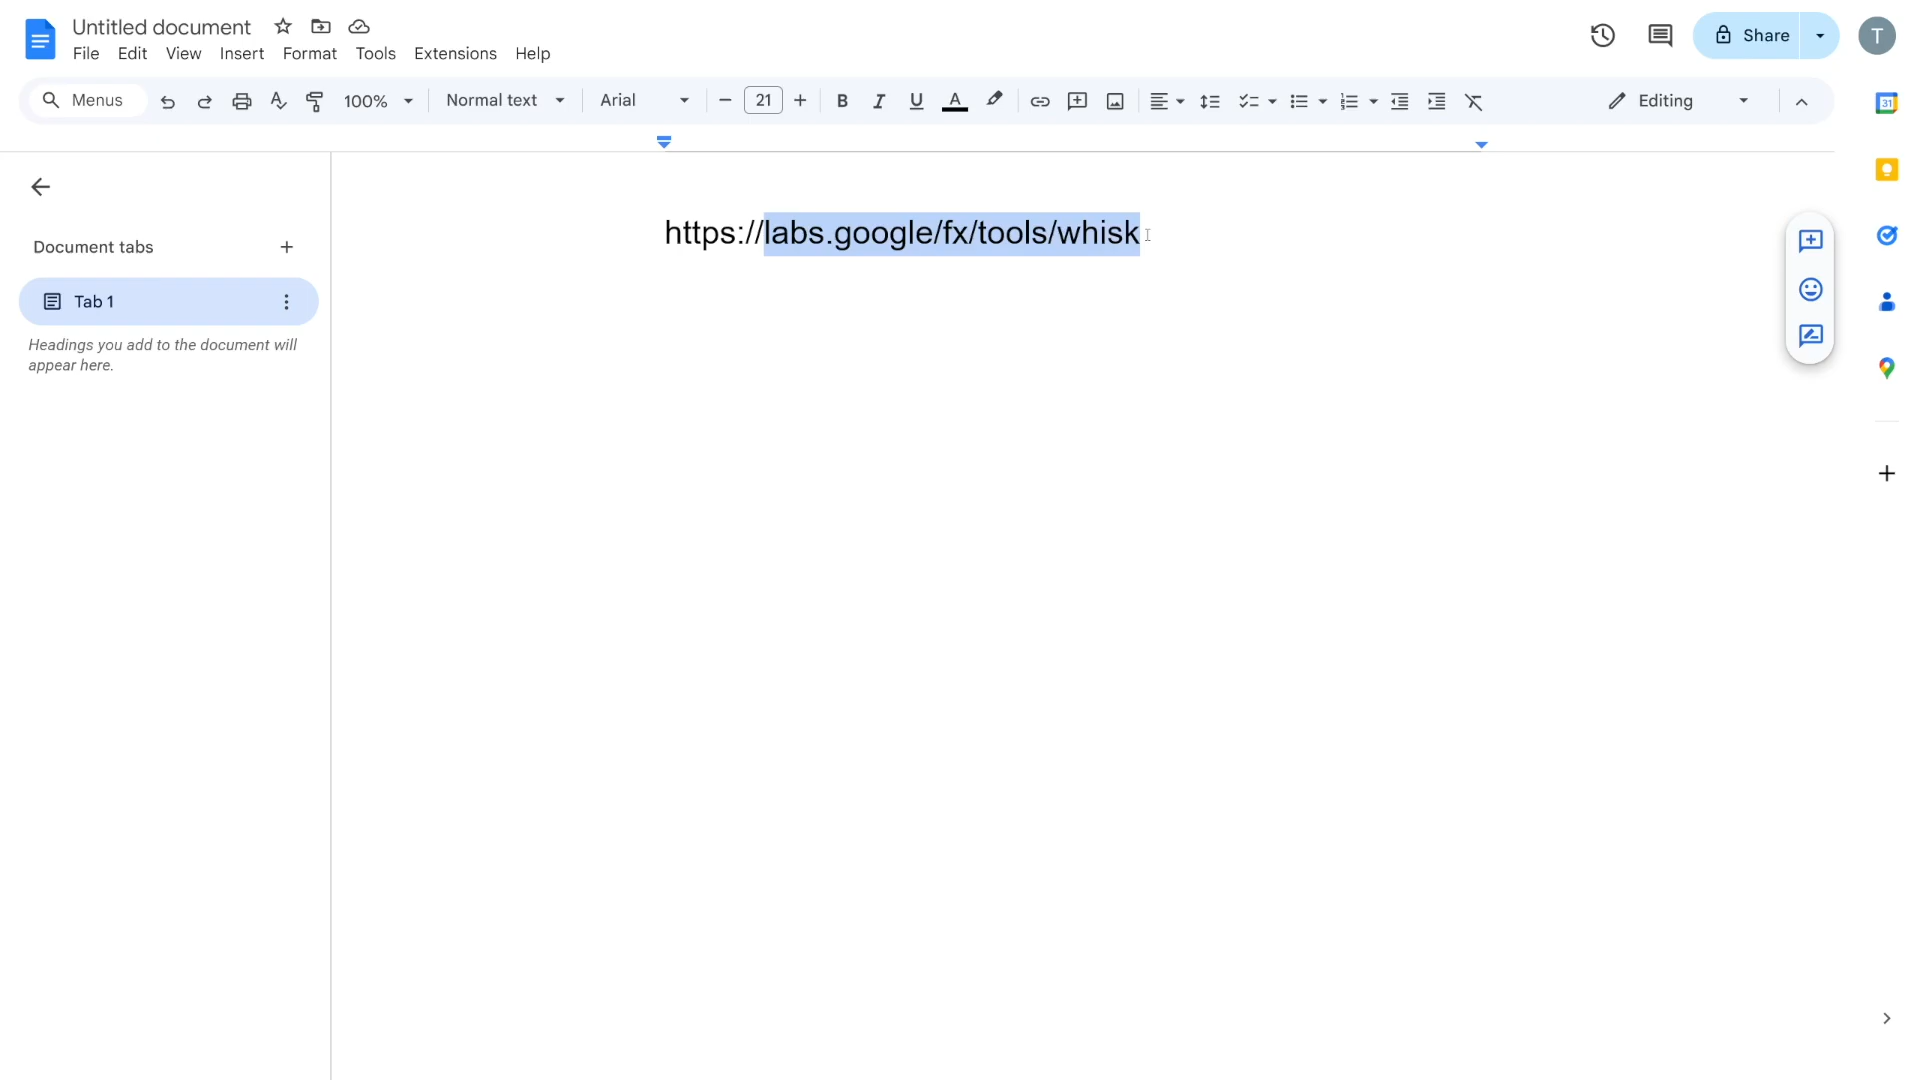 Untitled document
File Edit View Insert Format Tools Extensions Help
Share
T
Menus 100% Normal text Arial 21 B I U A Editing
31
https://labs.google/fx/tools/whisk
Document tabs
Tab 1
Headings you add to the document will
appear here.